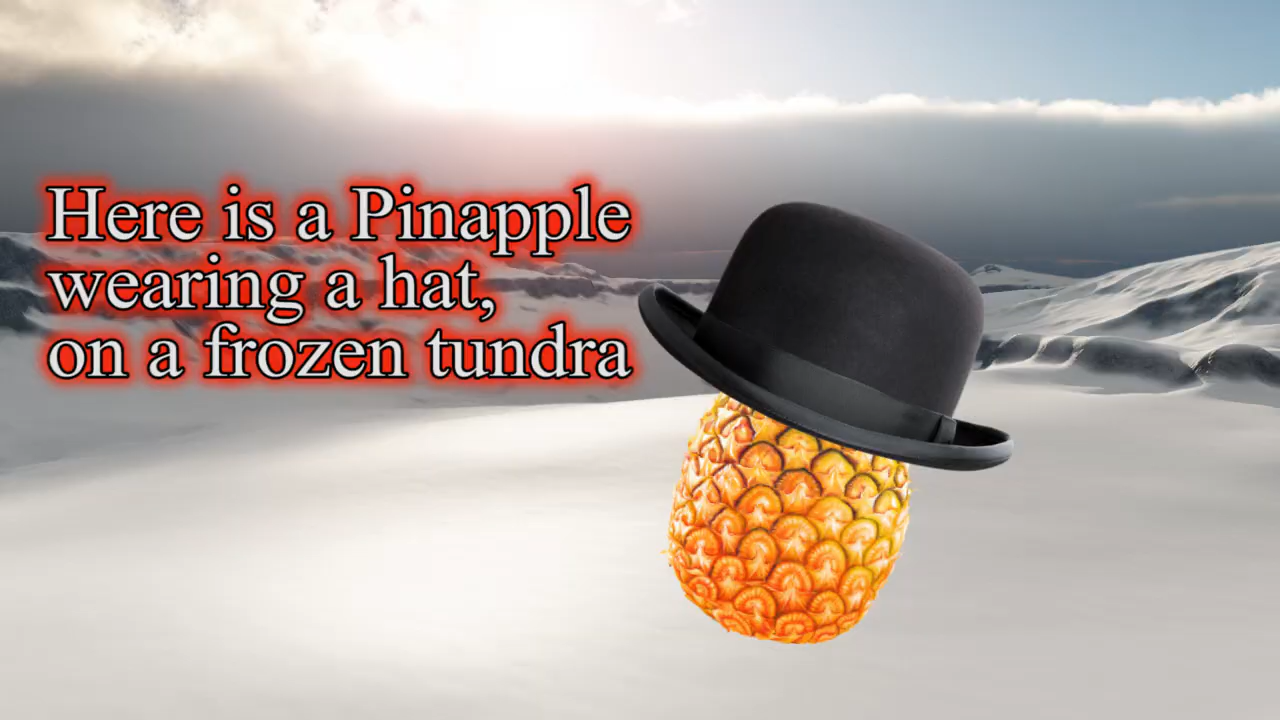 Here is a Pinapple
wearing a hat,
on a frozen tundra